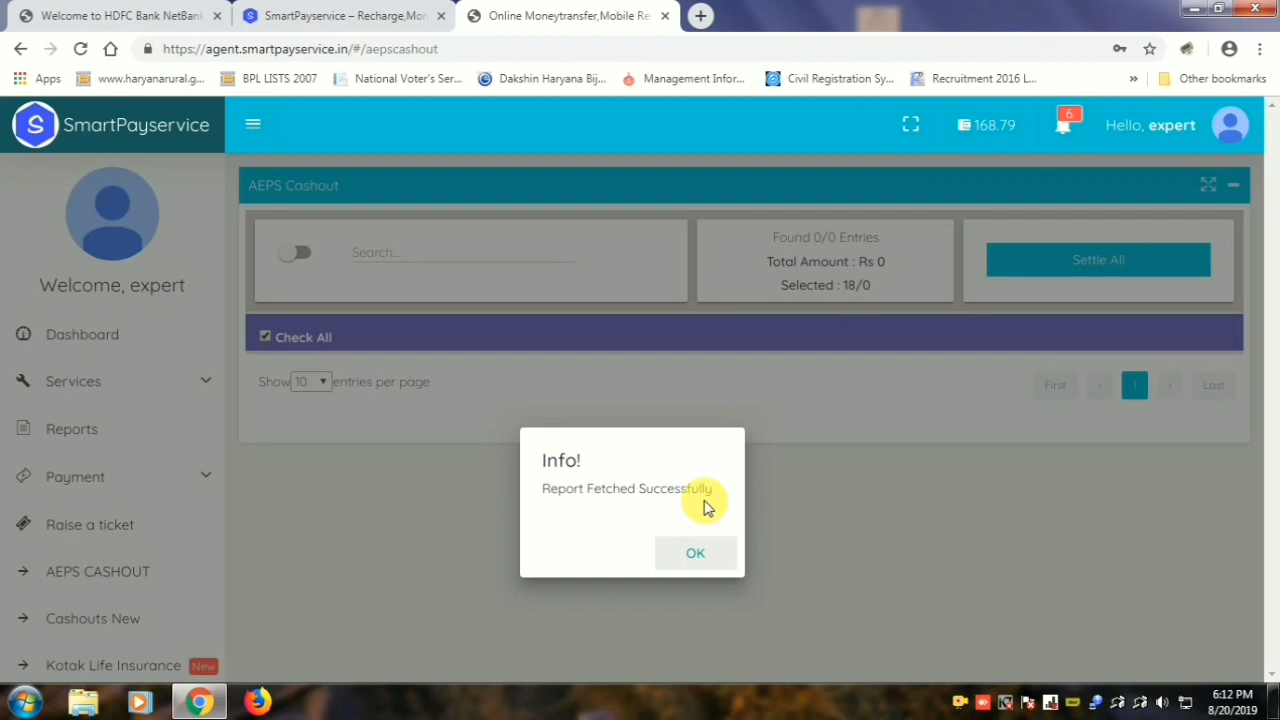 Welcome to HDFC Bank NetBank
SmartPayservice – Recharge,Mon
Online Moneytransfer,Mobile Re
https://agent.smartpayservice.in/#/aepscashout
Apps
www.haryanarural.g...
BPL LISTS 2007
National Voter's Ser...
Dakshin Haryana Bij...
Management Infor...
Civil Registration Sy...
Recruitment 2016 L...
»
Other bookmarks
S SmartPayservice
168.79
6
Hello, expert
Welcome, expert
Dashboard
Services
Reports
Payment
Raise a ticket
AEPS CASHOUT
Cashouts New
Kotak Life Insurance New
AEPS Cashout
Search...
Found 0/0 Entries
Total Amount : Rs 0
Selected : 18/0
Settle All
Check All
Show 10 entries per page
First ‹ 1 › Last
Info!
Report Fetched Successfully
OK
6:12 PM
8/20/2019